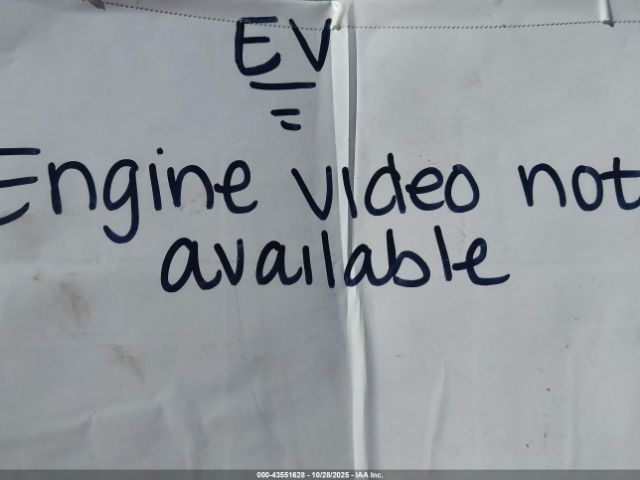 EV
Engine video not
available
000-43551628 - 10/28/2025 - IAA Inc.